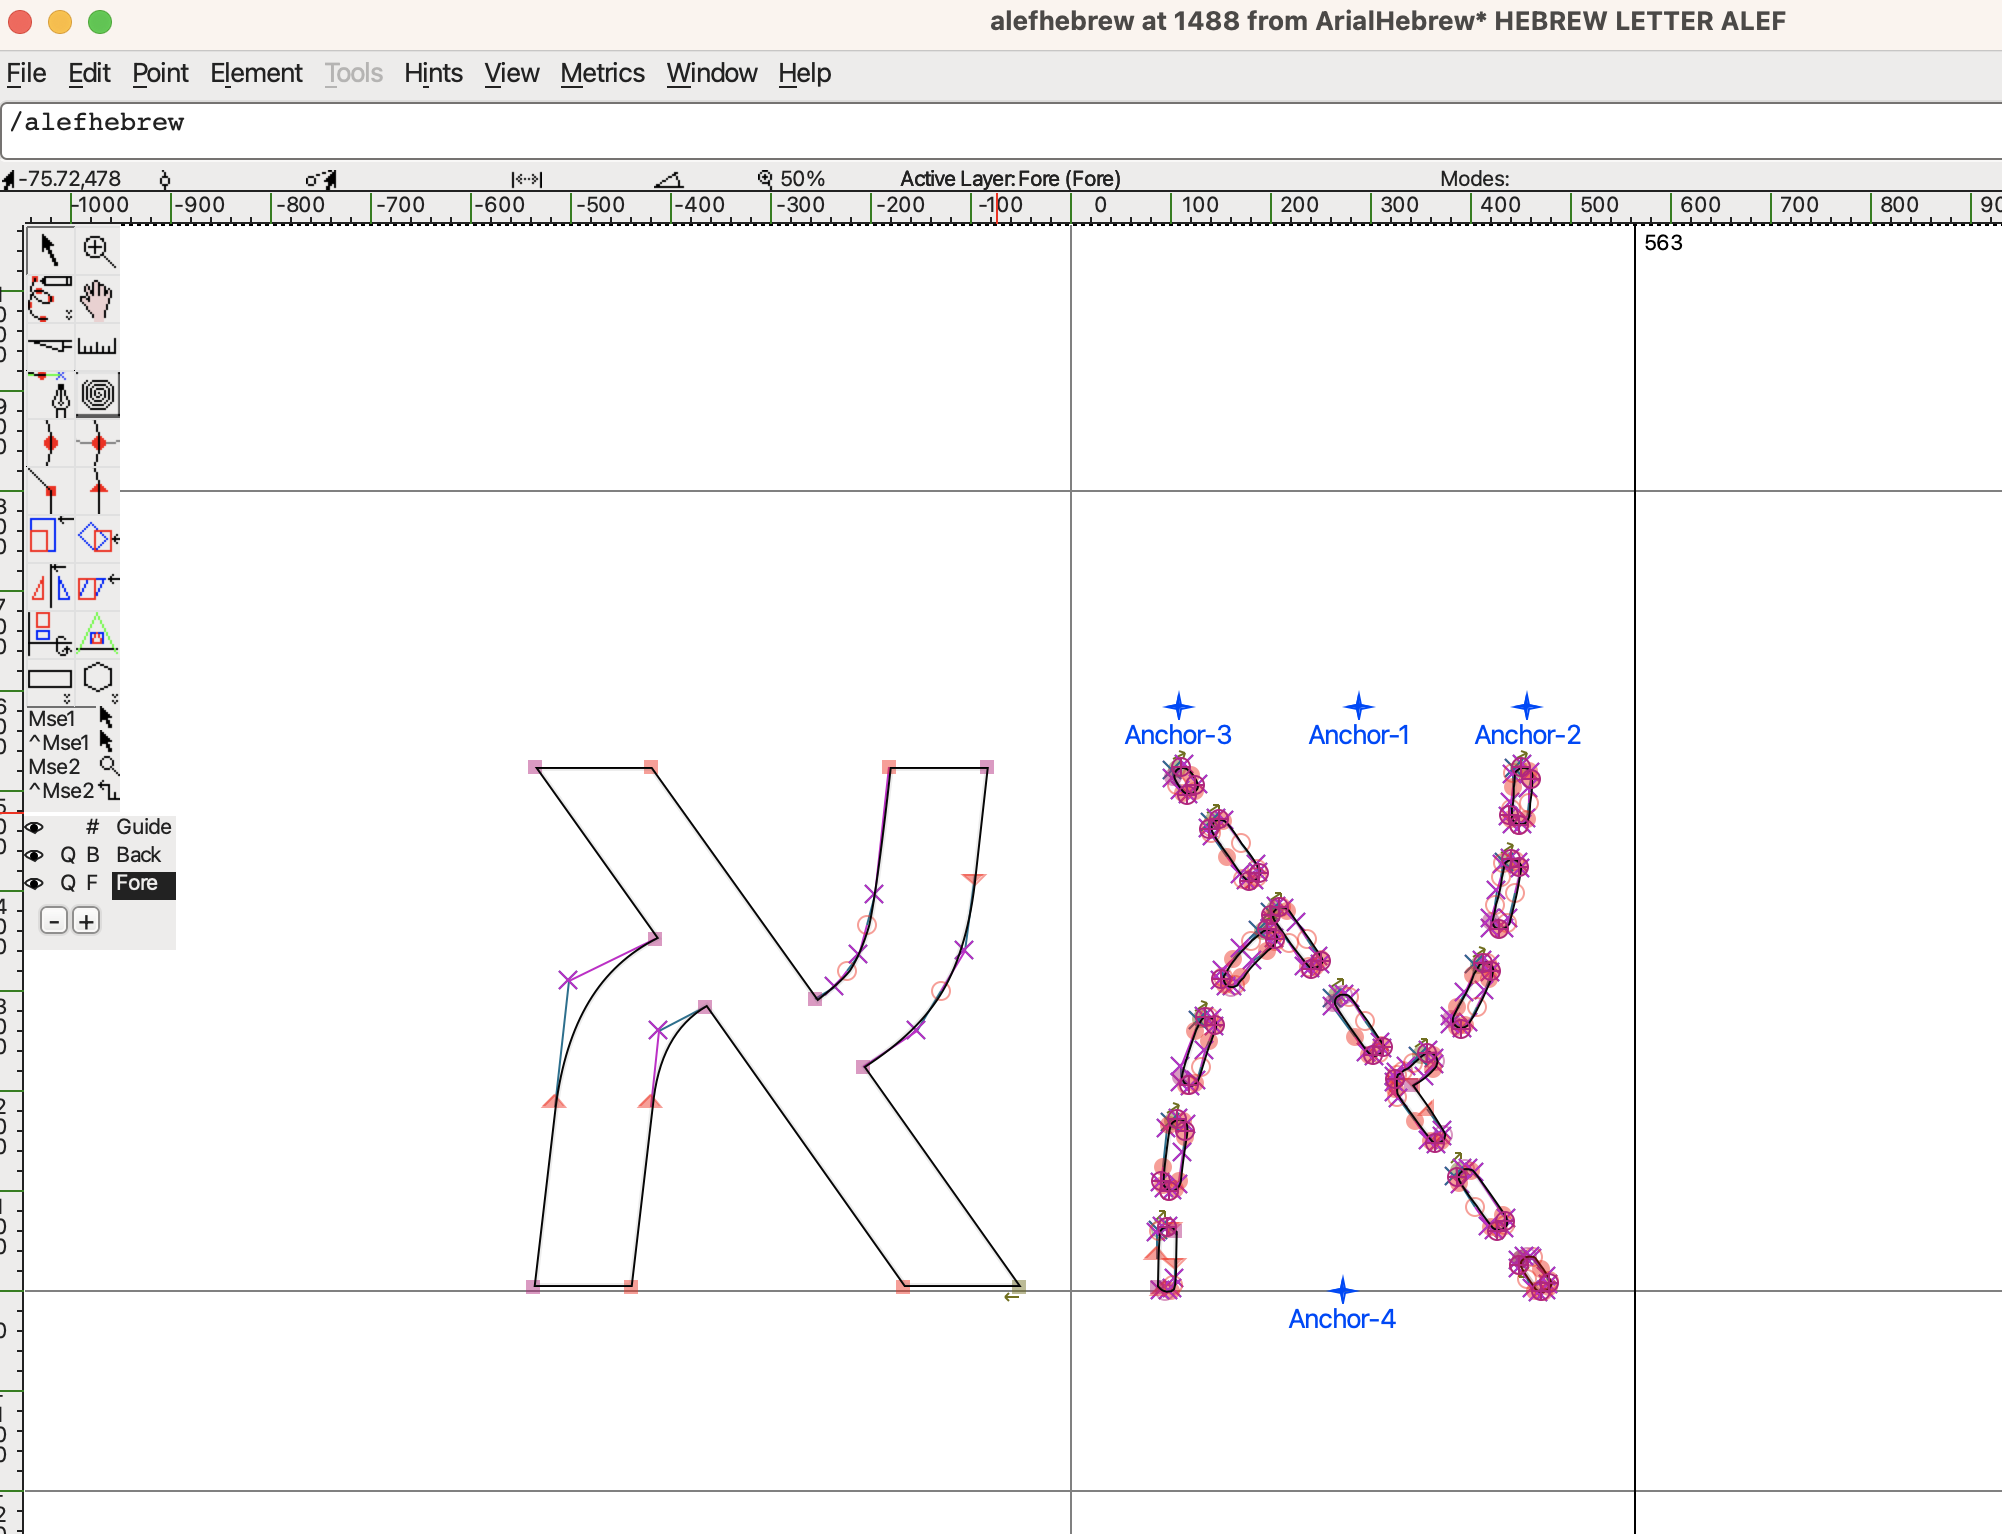 alefhebrew at 1488 from ArialHebrew* HEBREW LETTER ALEF
File Edit Point Element Tools Hints View Metrics Window Help
/alefhebrew
-75.72,478 50% Active Layer: Fore (Fore) Modes:
-1000 -900 -800 -700 -600 -500 -400 -300 -200 -100 0 100 200 300 400 500 600 700 800
563
Mse1
^Mse1
Mse2
^Mse2
# Guide
Q B Back
Q F Fore
- +
Anchor-3 Anchor-1 Anchor-2
א
Anchor-4